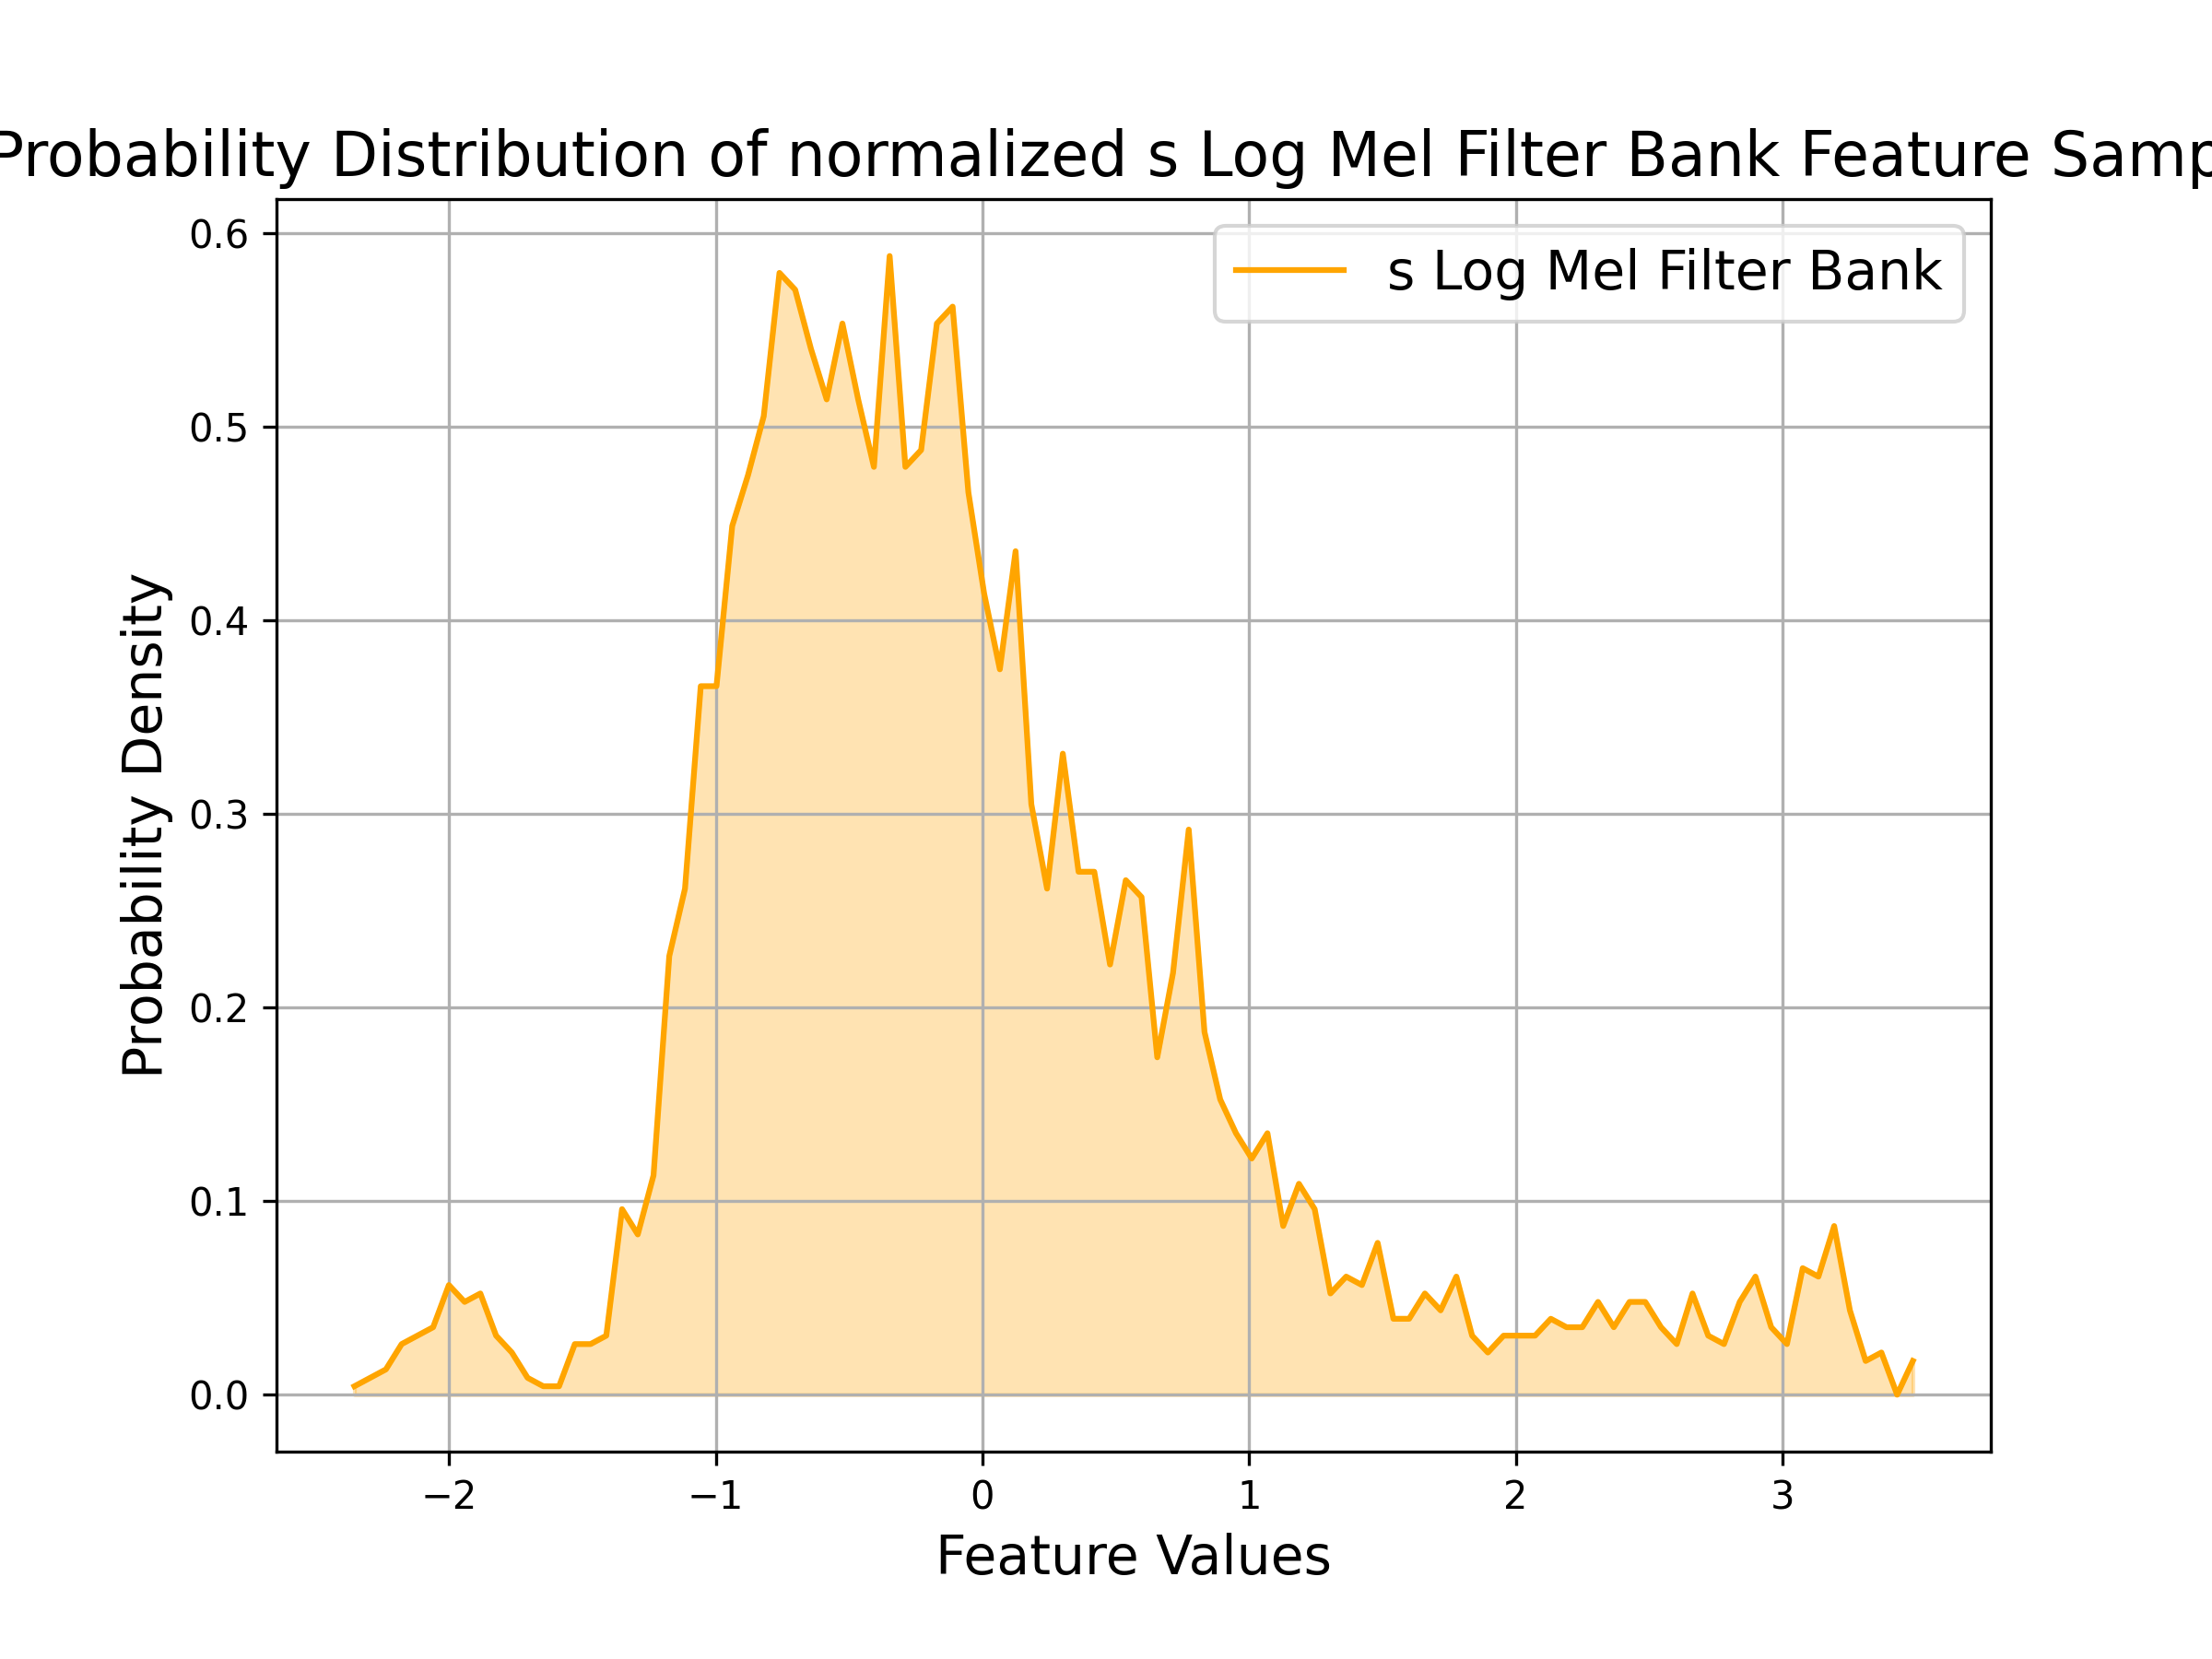 Probability Distribution of normalized s Log Mel Filter Bank Feature Samp
s Log Mel Filter Bank
Probability Density
0.6
0.5
0.4
0.3
0.2
0.1
0.0
−2 −1 0 1 2 3
Feature Values